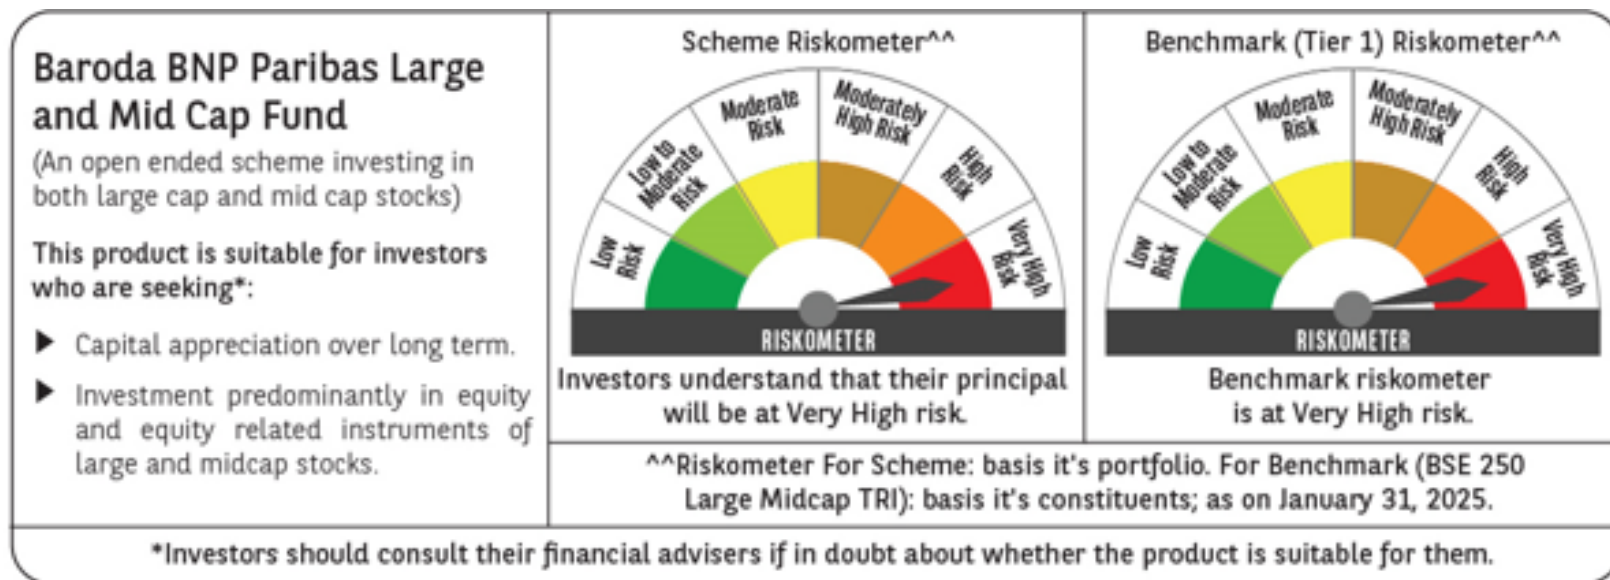 Baroda BNP Paribas Large
and Mid Cap Fund
(An open ended scheme investing in
both large cap and mid cap stocks)
This product is suitable for investors
who are seeking*:
▶ Capital appreciation over long term.
▶ Investment predominantly in equity
and equity related instruments of
large and midcap stocks.
Scheme Riskometer^^
Low
Risk
Low to
Moderate
Risk
Moderate
Risk
Moderately
High Risk
High
Risk
Very High
Risk
RISKOMETER
Investors understand that their principal
will be at Very High risk.
Benchmark (Tier 1) Riskometer^^
Low
Risk
Low to
Moderate
Risk
Moderate
Risk
Moderately
High Risk
High
Risk
Very High
Risk
RISKOMETER
Benchmark riskometer
is at Very High risk.
^^Riskometer For Scheme: basis it's portfolio. For Benchmark (BSE 250
Large Midcap TRI): basis it's constituents; as on January 31, 2025.
*Investors should consult their financial advisers if in doubt about whether the product is suitable for them.